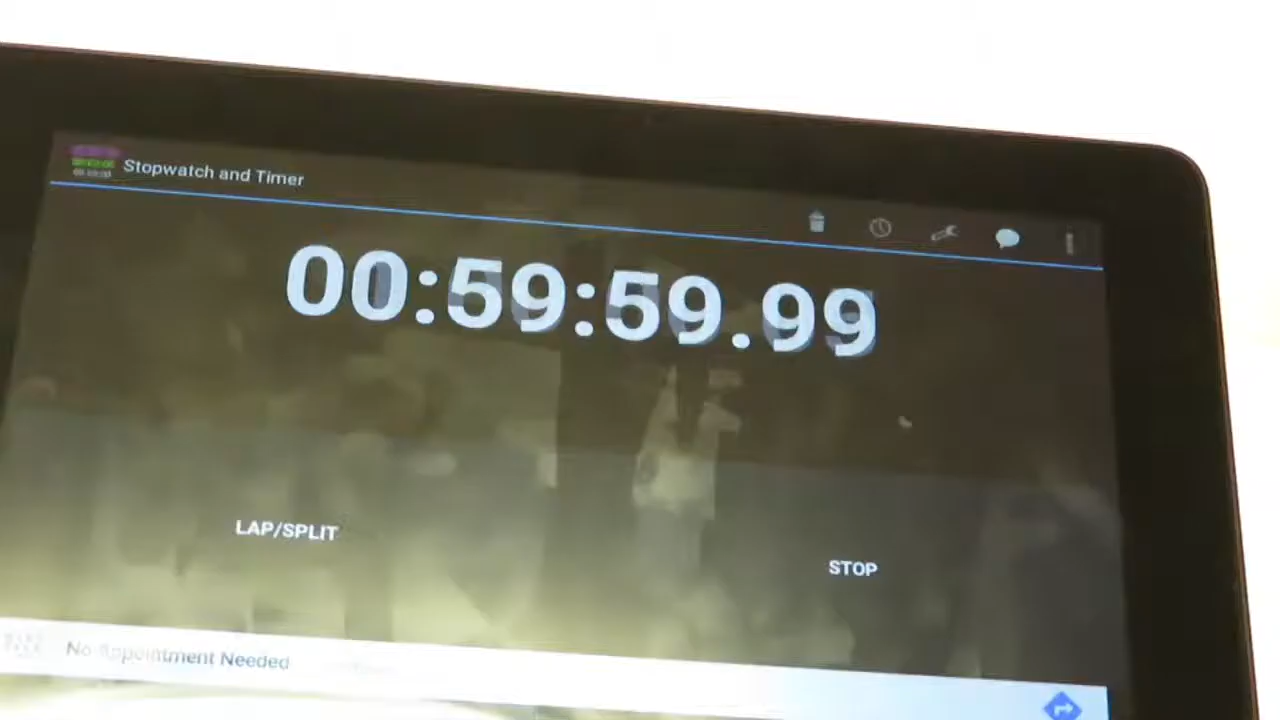 Stopwatch and Timer
00:59:59.99
LAP/SPLIT
STOP
No Appointment Needed